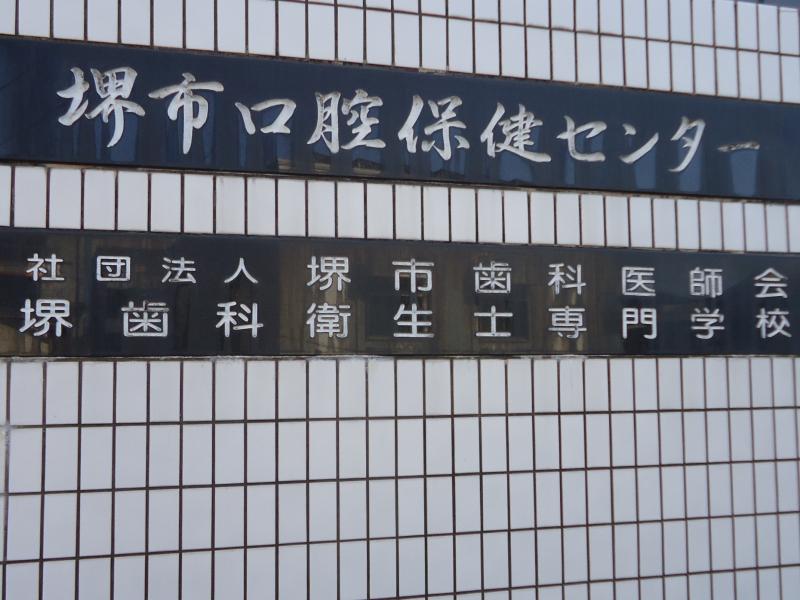 堺市口腔保健センター
社団法人 堺市歯科医師会
堺歯科衛生士専門学校